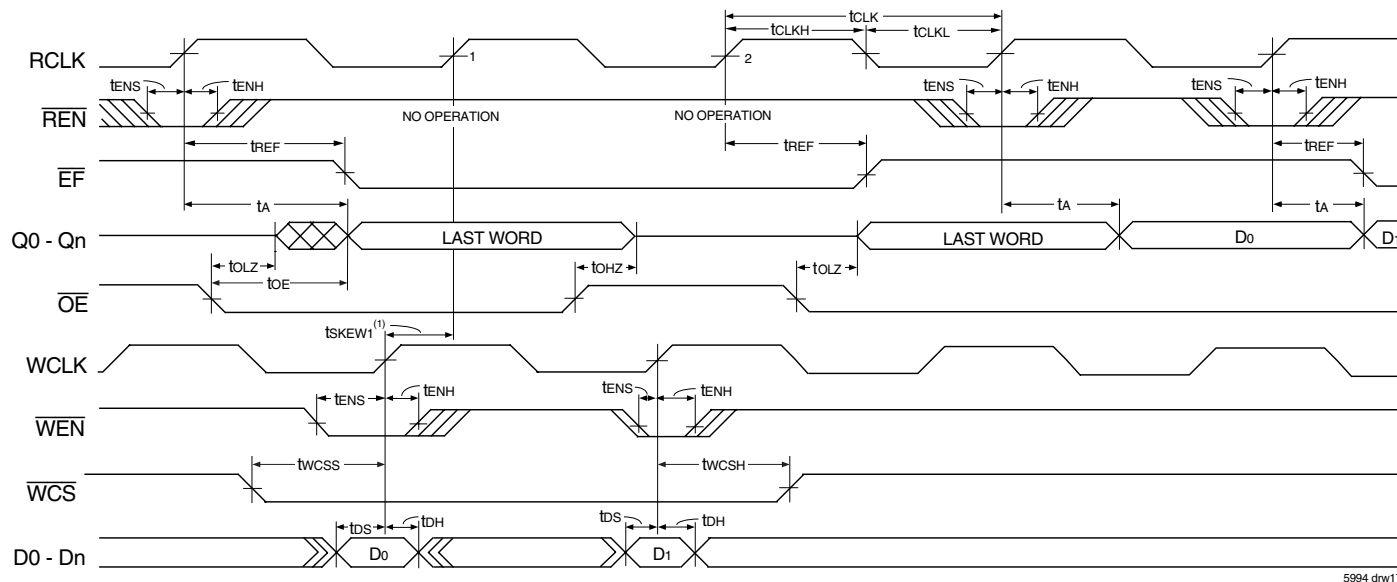 tCLK
tCLKH tCLKL
RCLK 1 2
tENS tENH tENS tENH tENS tENH
REN NO OPERATION NO OPERATION
tREF tREF tREF
EF
tA tA tA
Q0 - Qn LAST WORD LAST WORD D0 D1
tOLZ tOHZ tOLZ
tOE
OE
tSKEW1(1)
WCLK
tENS tENH tENS tENH
WEN
tWCSS tWCSH
WCS
tDS tDH tDS tDH
D0 - Dn D0 D1
5994 drw17